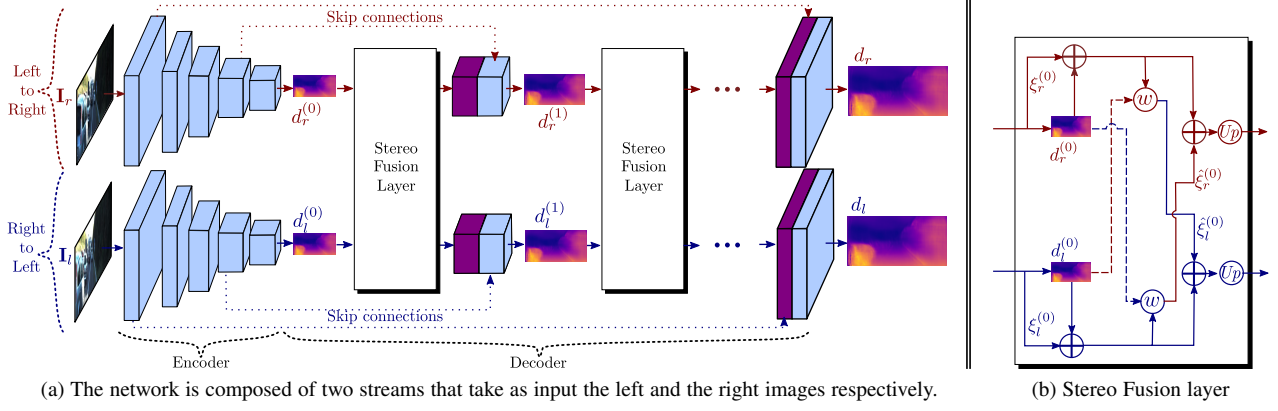 Skip connections
Left
to
Right
I_r
d_r^{(0)}
Stereo
Fusion
Layer
d_r^{(1)}
Stereo
Fusion
Layer
d_r
Right
to
Left
I_l
d_l^{(0)}
d_l^{(1)}
d_l
Skip connections
Encoder
Decoder
(a) The network is composed of two streams that take as input the left and the right images respectively.
ξ_r^{(0)}
d_r^{(0)}
w
Up
ξ̂_r^{(0)}
ξ̂_l^{(0)}
d_l^{(0)}
Up
w
ξ_l^{(0)}
(b) Stereo Fusion layer